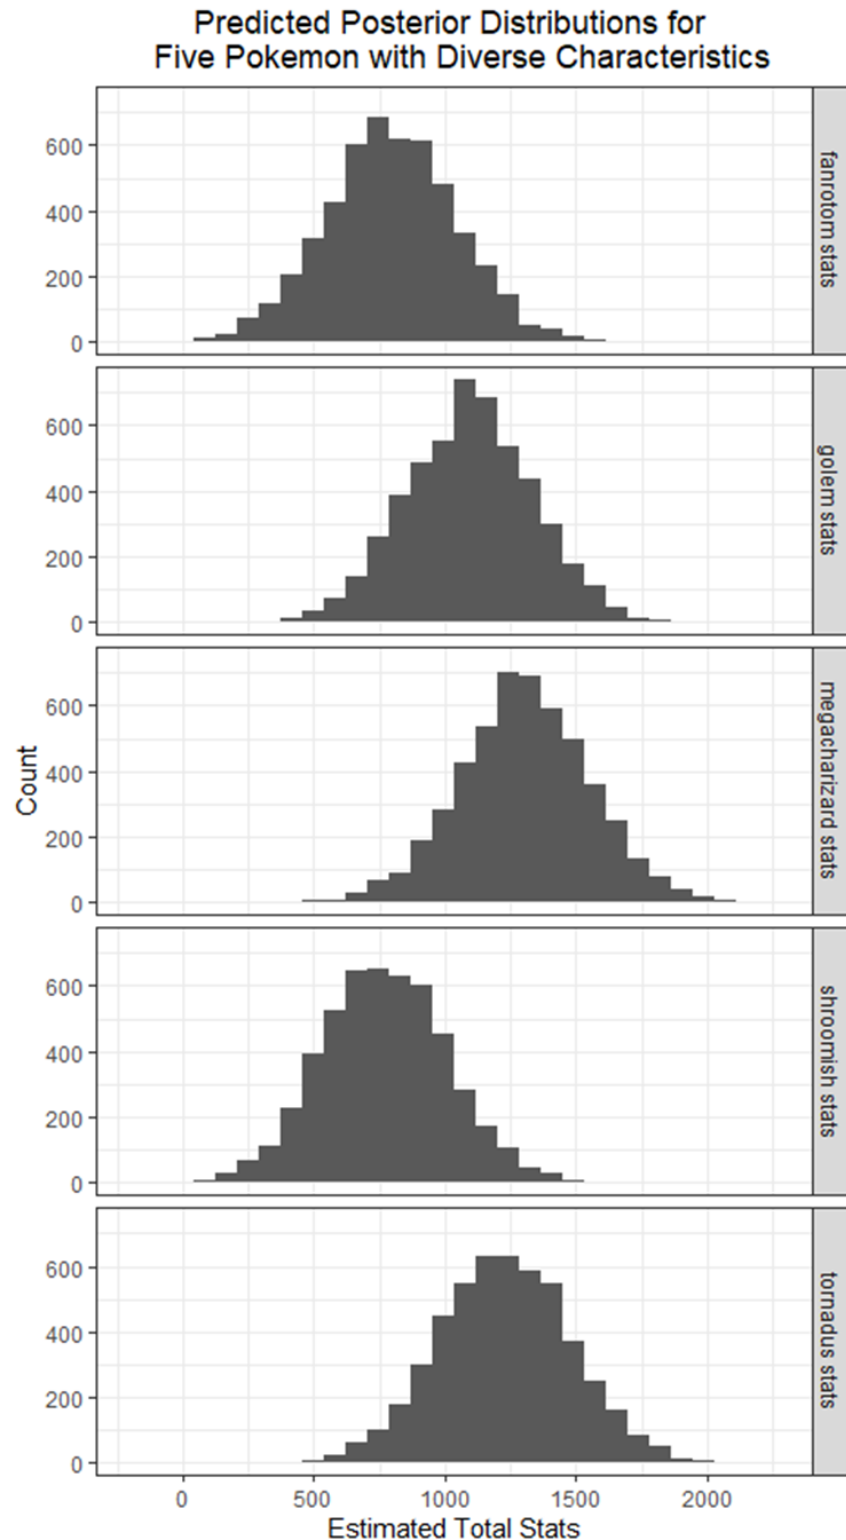 Predicted Posterior Distributions for
Five Pokemon with Diverse Characteristics
600
400
200
0
fanrotom stats
600
400
200
0
golem stats
600
400
200
0
megacharizard stats
Count
600
400
200
0
shroomish stats
600
400
200
0
tornadus stats
0 500 1000 1500 2000
Estimated Total Stats